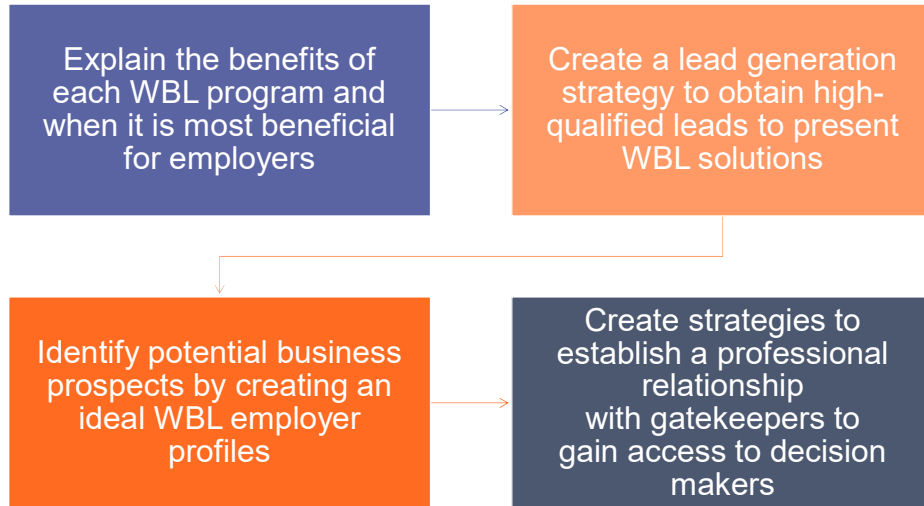 Explain the benefits of
each WBL program and
when it is most beneficial
for employers
Create a lead generation
strategy to obtain high-
qualified leads to present
WBL solutions
Identify potential business
prospects by creating an
ideal WBL employer
profiles
Create strategies to
establish a professional
relationship
with gatekeepers to
gain access to decision
makers